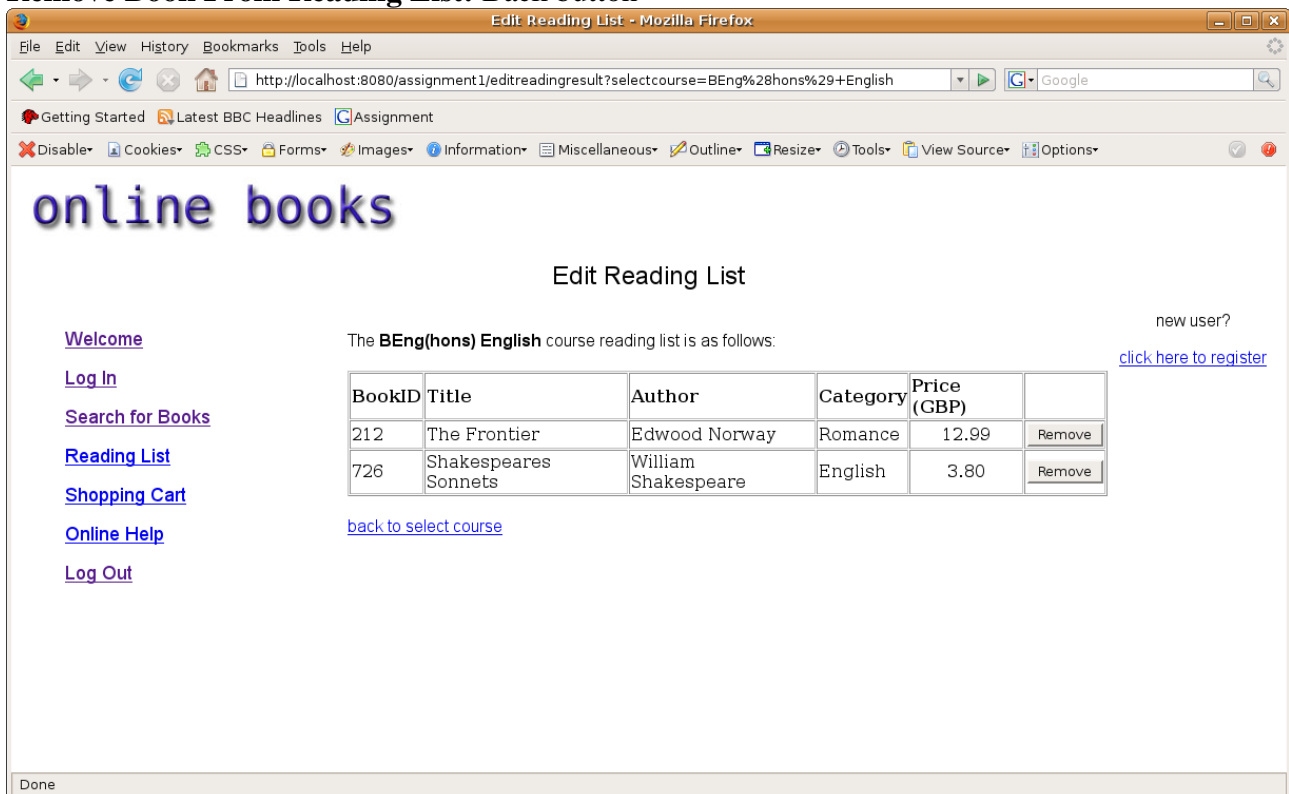 Remove Book From Reading List: Back button
Edit Reading List - Mozilla Firefox
File Edit View History Bookmarks Tools Help
http://localhost:8080/assignment1/editreadingresult?selectcourse=BEng%28hons%29+English
G Google
Getting Started Latest BBC Headlines G Assignment
Disable Cookies CSS Forms Images Information Miscellaneous Outline Resize Tools View Source Options
online books
Edit Reading List
new user?
click here to register
Welcome
Log In
Search for Books
Reading List
Shopping Cart
Online Help
Log Out
The BEng(hons) English course reading list is as follows:
BookID Title Author Category Price (GBP)
212 The Frontier Edwood Norway Romance 12.99 Remove
726 Shakespeares Sonnets William Shakespeare English 3.80 Remove
back to select course
Done